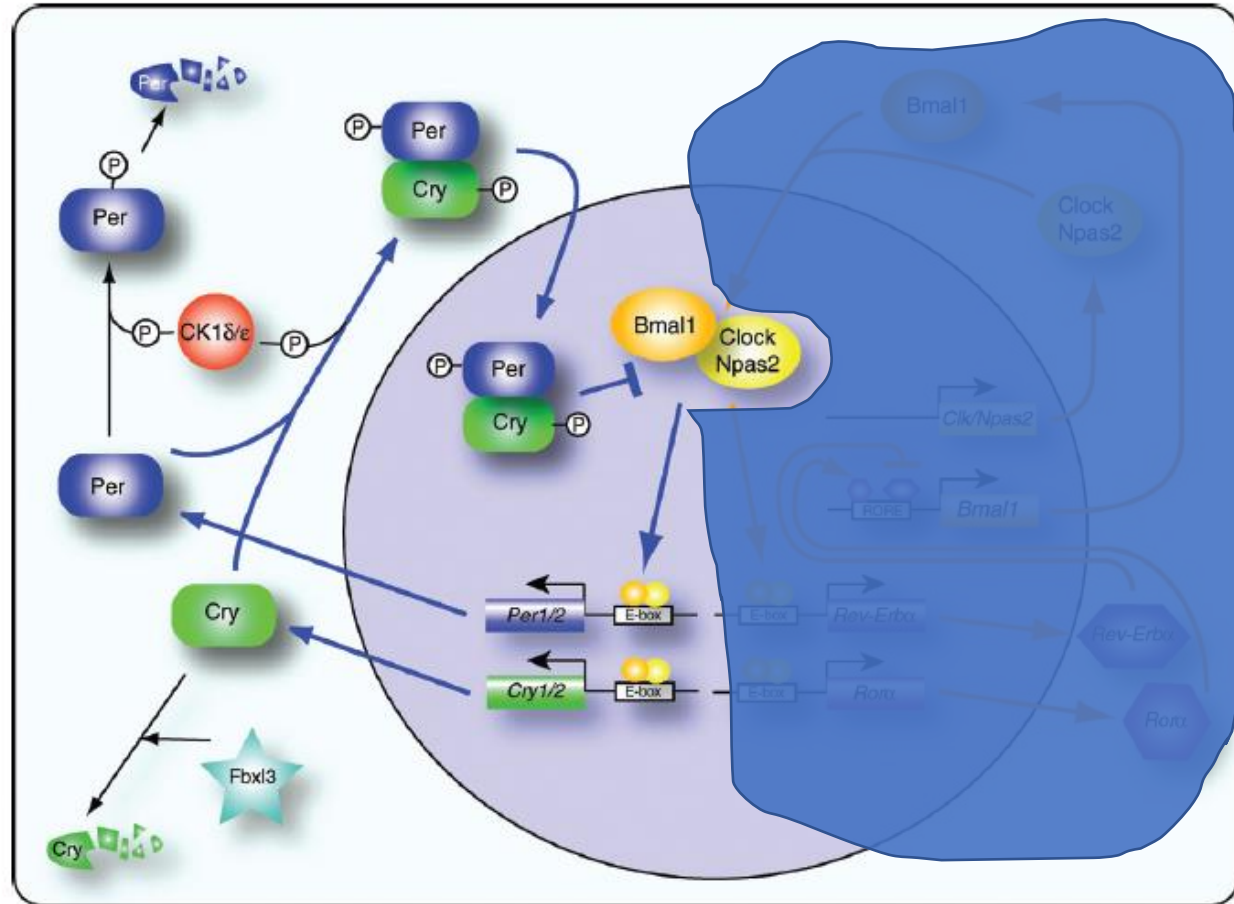 Per
P
P
Per
Cry
P
Bmal1
Per
Clock
Npas2
P
CK1δ/ε
P
Bmal1
Clock
Npas2
P
Per
Cry
P
Clk/Npas2
Per
RORE
Bmal1
Cry
Per1/2
E-box
E-box
Rev-Erbα
Rev-Erbα
Cry1/2
E-box
E-box
Rorα
Rorα
Fbxl3
Cry